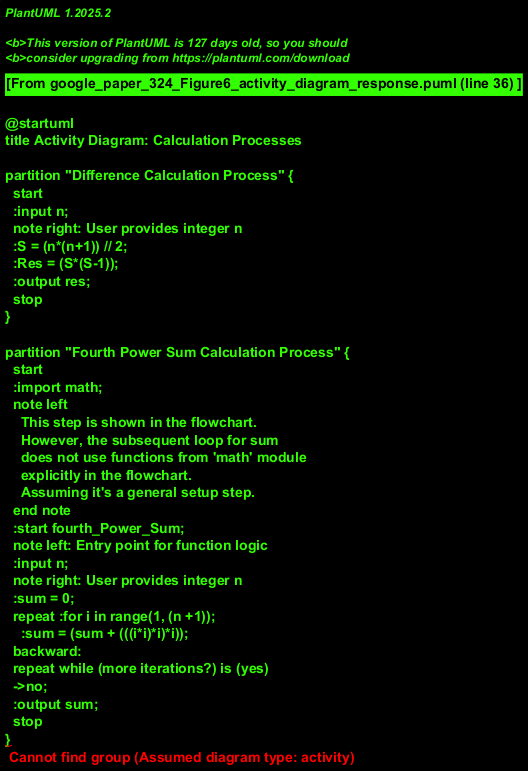 PlantUML 1.2025.2
<b>This version of PlantUML is 127 days old, so you should
<b>consider upgrading from https://plantuml.com/download
[From google_paper_324_Figure6_activity_diagram_response.puml (line 36) ]
@startuml
title Activity Diagram: Calculation Processes
partition "Difference Calculation Process" {
start
:input n;
note right: User provides integer n
:S = (n*(n+1)) // 2;
:Res = (S*(S-1));
:output res;
stop
}
partition "Fourth Power Sum Calculation Process" {
start
:import math;
note left
This step is shown in the flowchart.
However, the subsequent loop for sum
does not use functions from 'math' module
explicitly in the flowchart.
Assuming it's a general setup step.
end note
:start fourth_Power_Sum;
note left: Entry point for function logic
:input n;
note right: User provides integer n
:sum = 0;
repeat :for i in range(1, (n +1));
:sum = (sum + (((i*i)*i)*i));
backward:
repeat while (more iterations?) is (yes)
->no;
:output sum;
stop
}
Cannot find group (Assumed diagram type: activity)